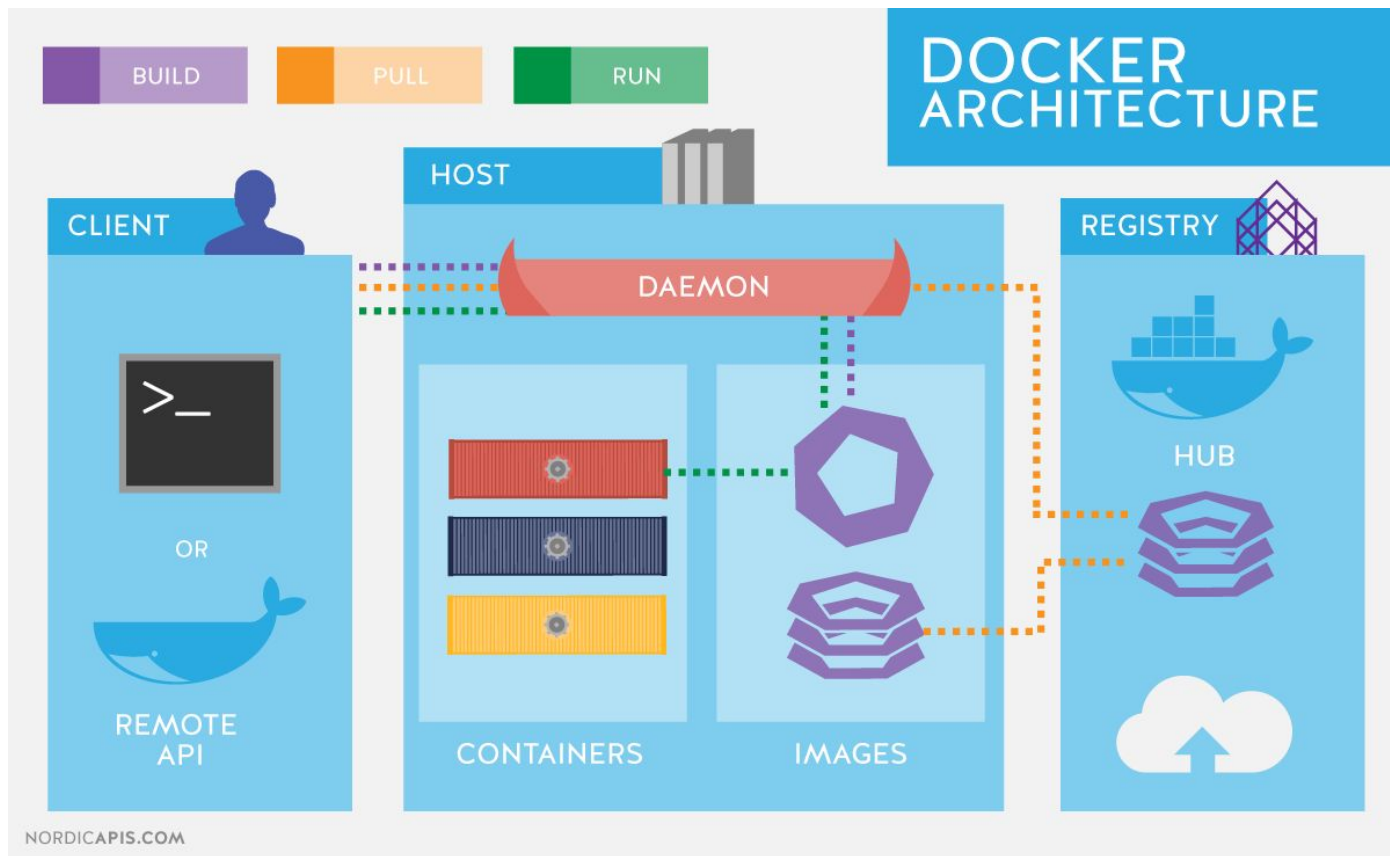 BUILD
PULL
RUN
DOCKER
ARCHITECTURE
CLIENT
HOST
REGISTRY
DAEMON
>_
OR
REMOTE
API
CONTAINERS
IMAGES
HUB
NORDICAPIS.COM